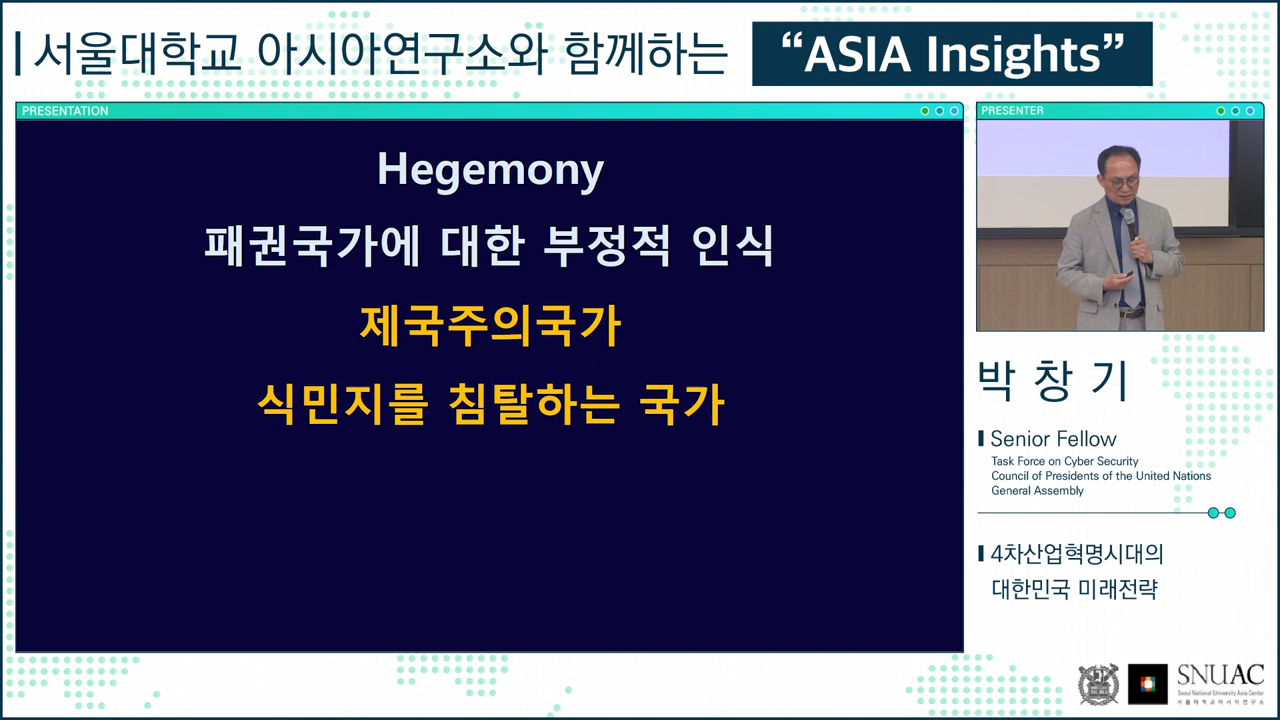 서울대학교 아시아연구소와 함께하는 “ASIA Insights”
PRESENTATION
Hegemony
패권국가에 대한 부정적 인식
제국주의국가
식민지를 침탈하는 국가
PRESENTER
박창기
Senior Fellow
Task Force on Cyber Security
Council of Presidents of the United Nations
General Assembly
4차산업혁명시대의
대한민국 미래전략
SNUAC
Seoul National University Asia Center
서울대학교아시아연구소